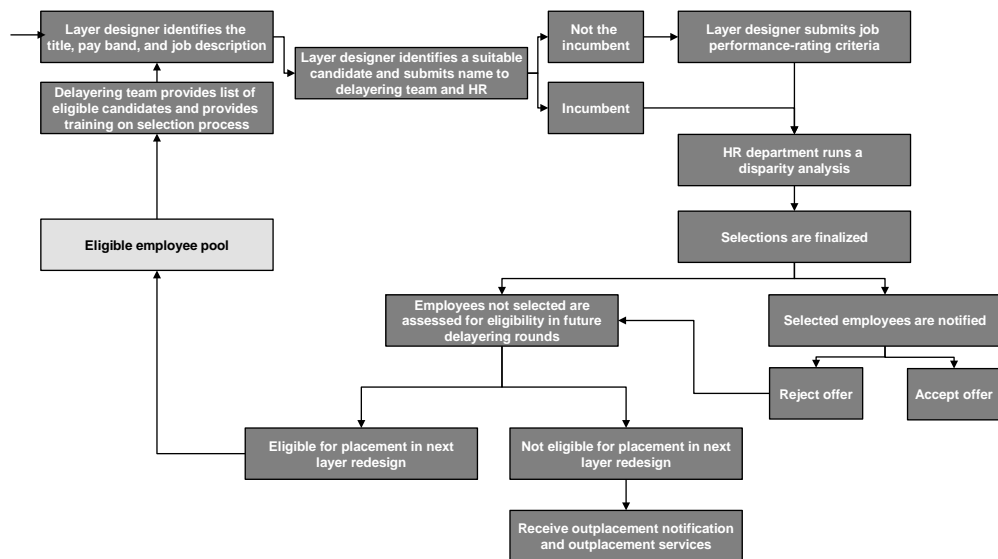 Layer designer identifies the
title, pay band, and job description
Delayering team provides list of
eligible candidates and provides
training on selection process
Layer designer identifies a suitable
candidate and submits name to
delayering team and HR
Not the
incumbent
Incumbent
Layer designer submits job
performance-rating criteria
HR department runs a
disparity analysis
Eligible employee pool
Selections are finalized
Employees not selected are
assessed for eligibility in future
delayering rounds
Selected employees are notified
Reject offer
Accept offer
Eligible for placement in next
layer redesign
Not eligible for placement in next
layer redesign
Receive outplacement notification
and outplacement services